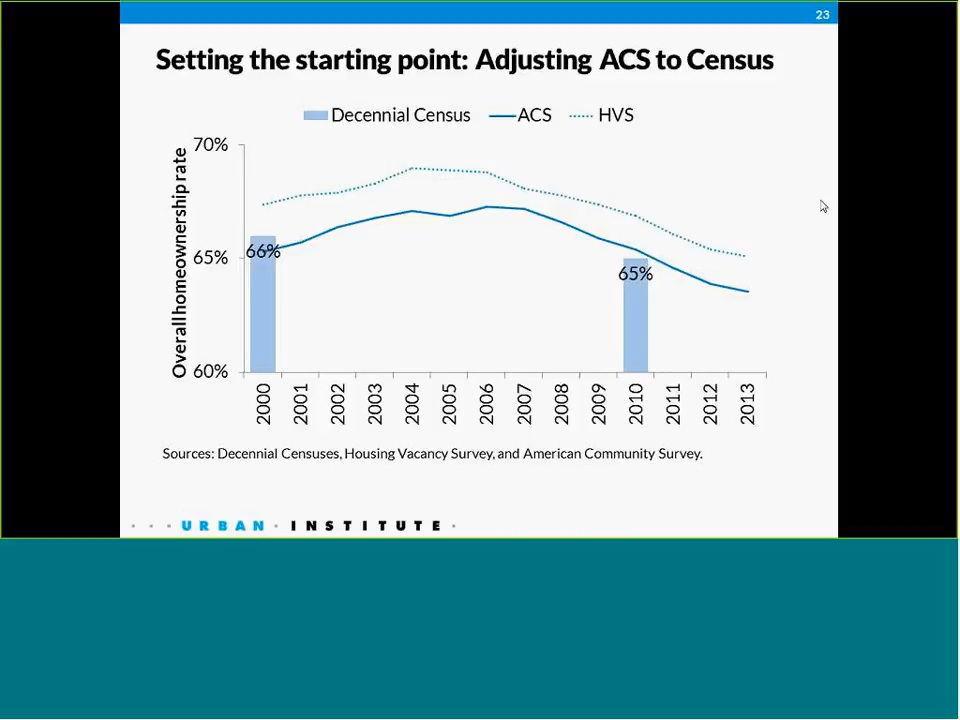 23
Setting the starting point: Adjusting ACS to Census
Decennial Census ACS HVS
Overall homeownership rate
70%
65%
60%
66%
65%
2000 2001 2002 2003 2004 2005 2006 2007 2008 2009 2010 2011 2012 2013
Sources: Decennial Censuses, Housing Vacancy Survey, and American Community Survey.
URBAN INSTITUTE